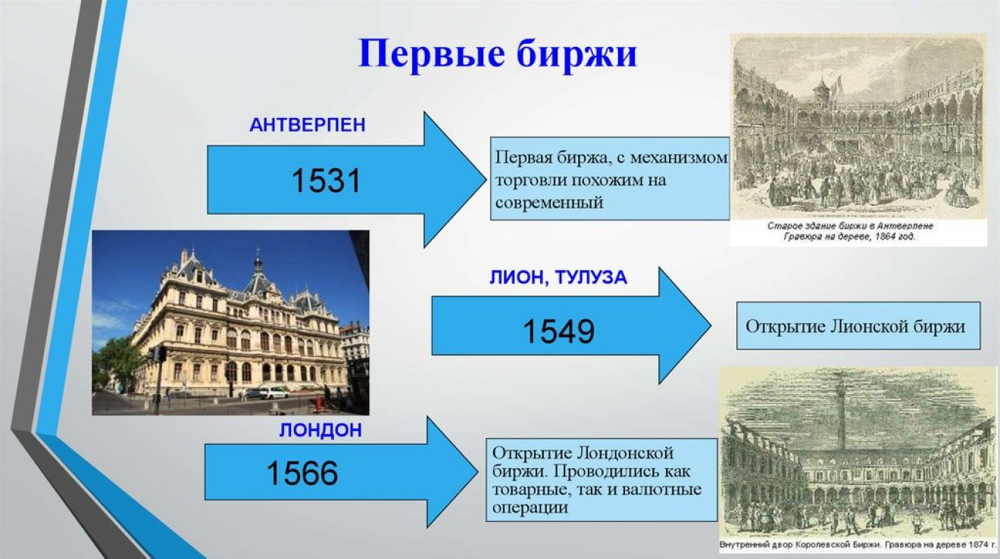 Первые биржи
АНТВЕРПЕН
1531
Первая биржа, с механизмом
торговли похожим на
современный
Старое здание биржи в Антверпене
Гравюра на дереве, 1864 год.
ЛИОН, ТУЛУЗА
1549
Открытие Лионской биржи
ЛОНДОН
1566
Открытие Лондонской
биржи. Проводились как
товарные, так и валютные
операции
Внутренний двор Королевской Биржи. Гравюра на дереве 1874 г.